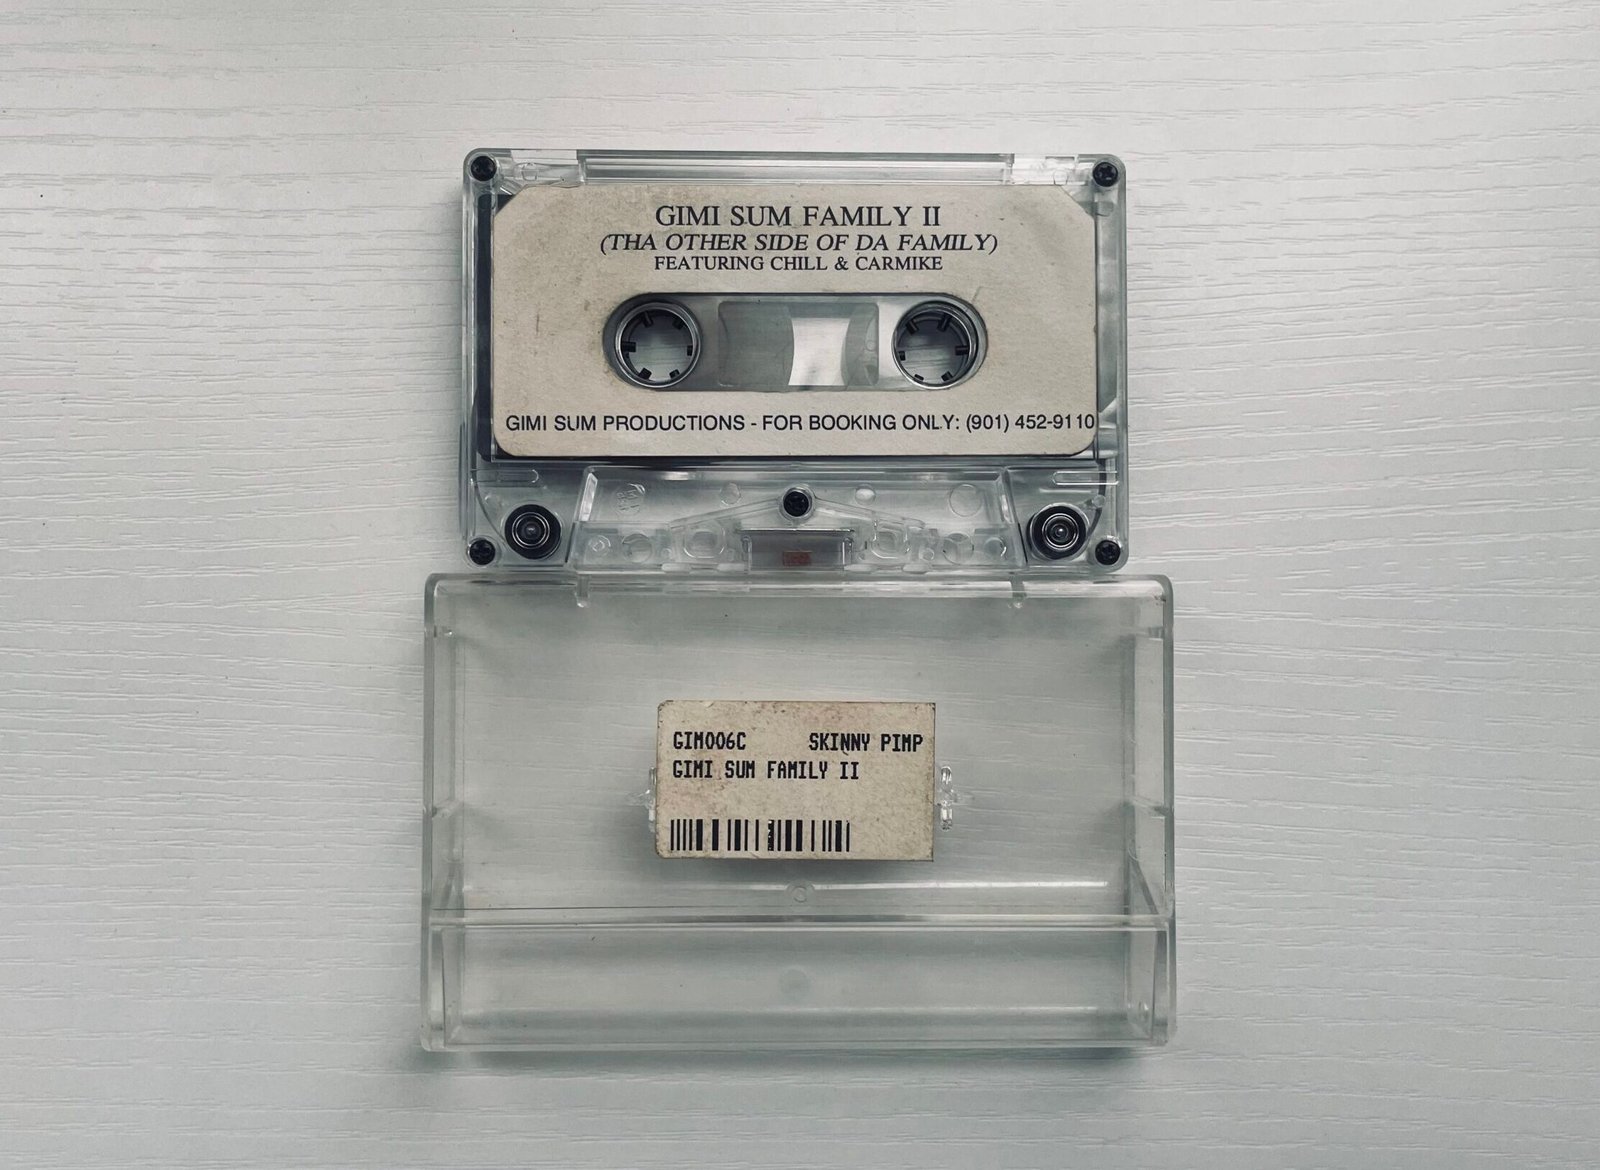 GIMI SUM FAMILY II
(THA OTHER SIDE OF DA FAMILY)
FEATURING CHILL & CARMIKE
GIMI SUM PRODUCTIONS - FOR BOOKING ONLY: (901) 452-9110
GIM006C SKINNY PIMP
GIMI SUM FAMILY II